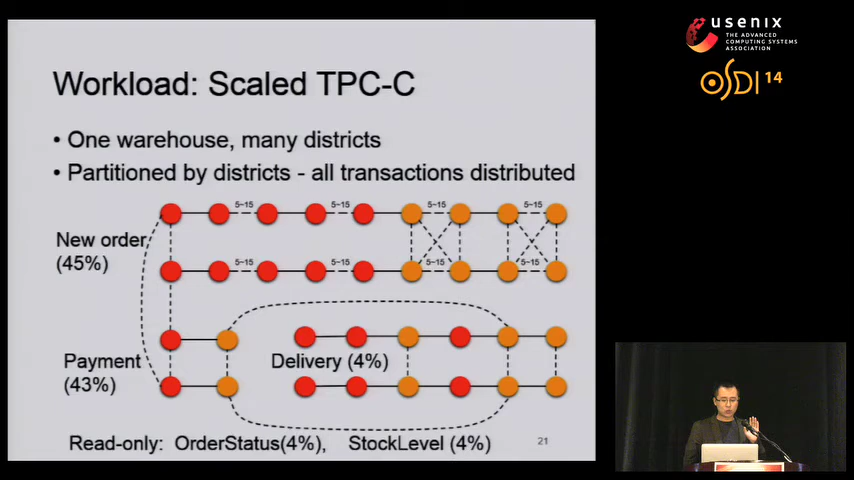 Workload: Scaled TPC-C
• One warehouse, many districts
• Partitioned by districts - all transactions distributed
5~15
5~15
5~15
5~15
New order
(45%)
5~15
5~15
5~15
5~15
Payment
(43%)
Delivery (4%)
Read-only: OrderStatus(4%), StockLevel (4%)
21
usenix
THE ADVANCED
COMPUTING SYSTEMS
ASSOCIATION
OSDI 14